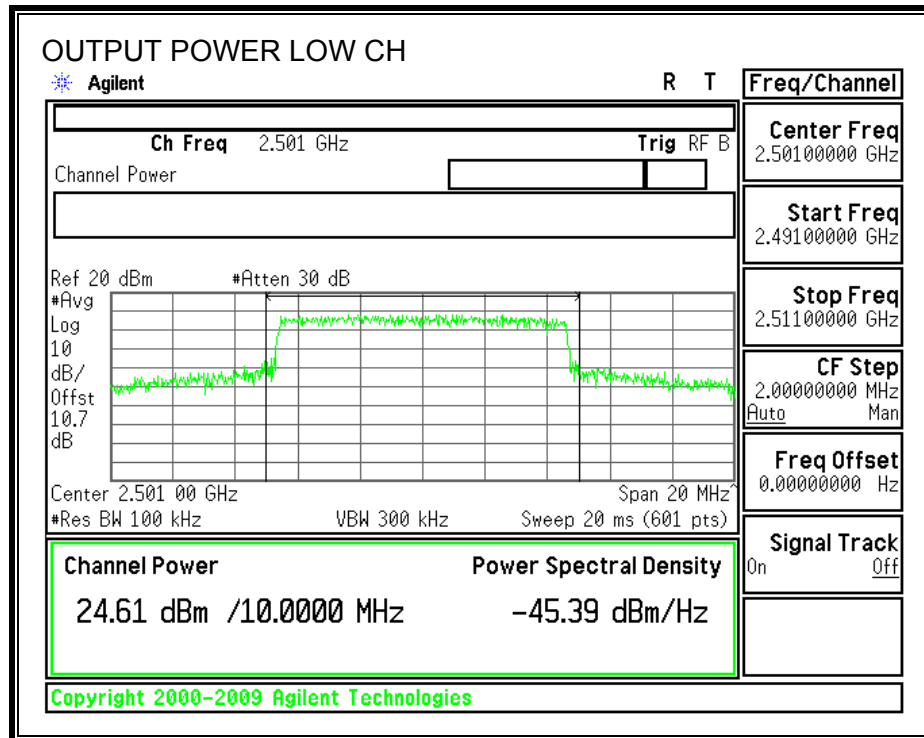 OUTPUT POWER LOW CH
Agilent R T
Freq/Channel
Ch Freq 2.501 GHz Trig RF B
Channel Power
Center Freq
2.50100000 GHz
Start Freq
2.49100000 GHz
Stop Freq
2.51100000 GHz
CF Step
2.00000000 MHz
Auto Man
Freq Offset
0.00000000 Hz
Signal Track
On Off
Ref 20 dBm #Atten 30 dB
#Avg
Log
10
dB/
Offst
10.7
dB
Center 2.501 00 GHz Span 20 MHz^
#Res BW 100 kHz VBW 300 kHz Sweep 20 ms (601 pts)
Channel Power Power Spectral Density
24.61 dBm /10.0000 MHz -45.39 dBm/Hz
Copyright 2000-2009 Agilent Technologies